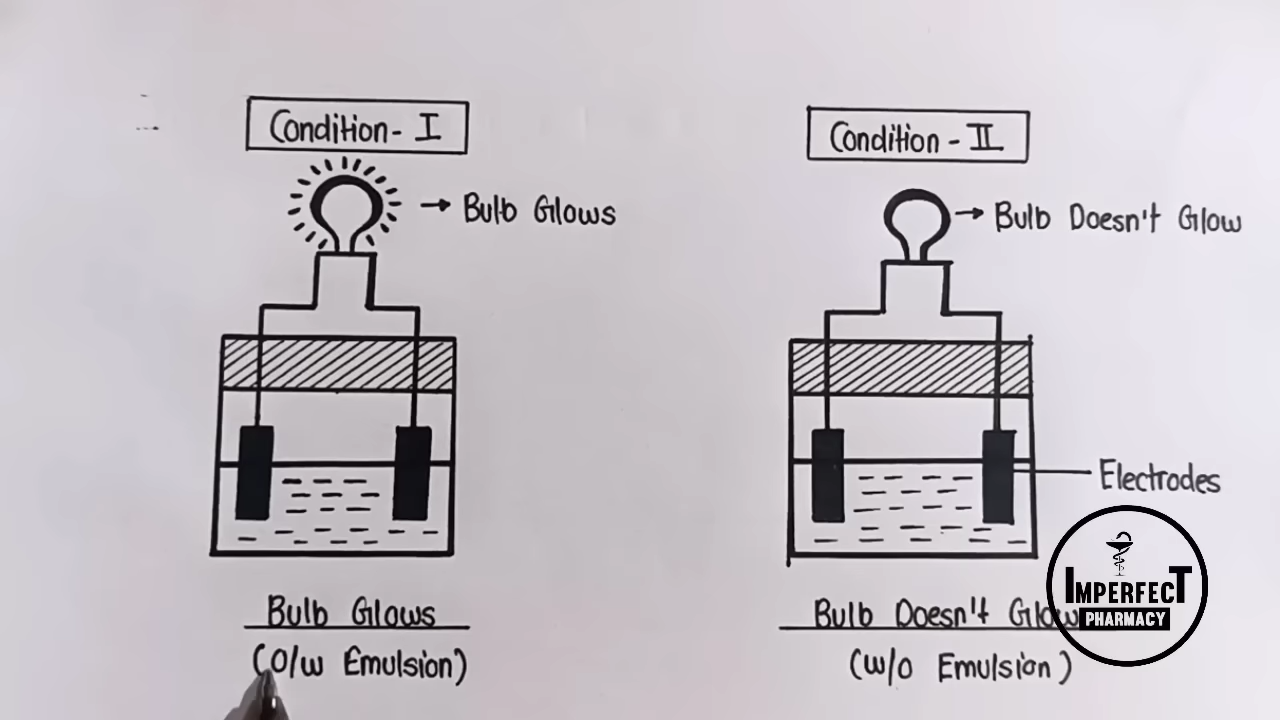 Condition - I
Condition - II
→ Bulb Glows
→ Bulb Doesn't Glow
Electrodes
IMPERFECT
PHARMACY
Bulb Glows
Bulb Doesn't Glow
(O/w Emulsion)
(w/o Emulsion)